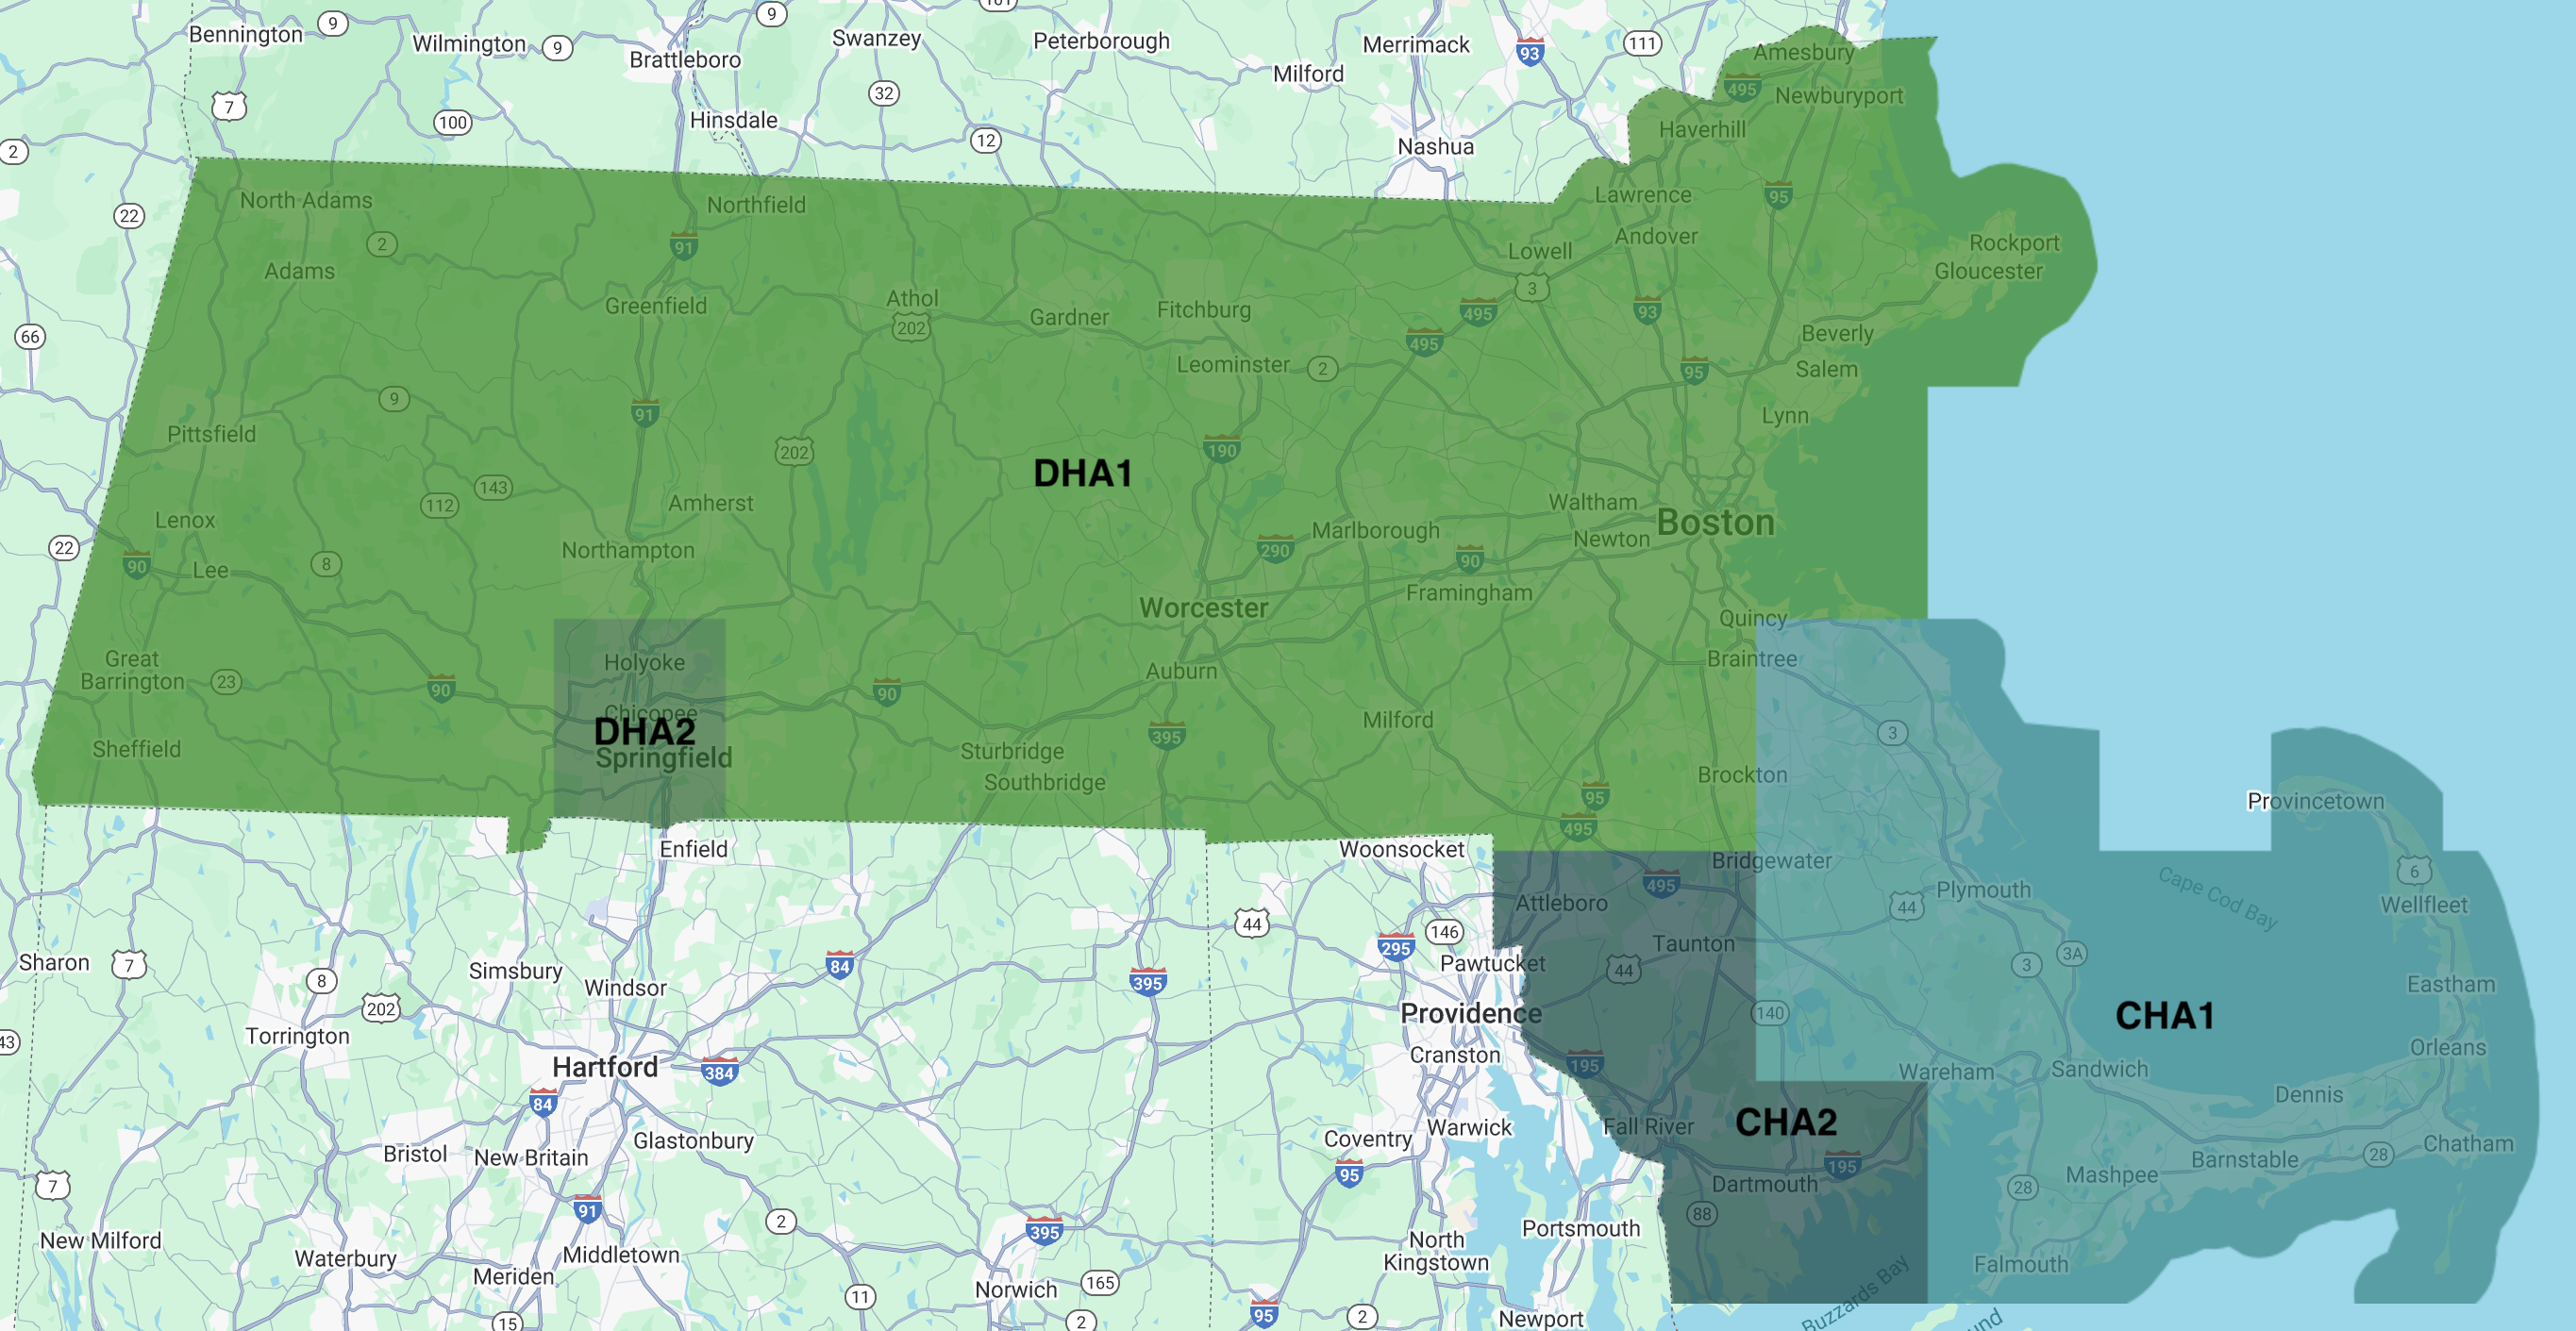 Bennington
9
Wilmington
9
Brattleboro
9
Swanzey
Peterborough
Milford
Merrimack
93
111
Amesbury
7
100
Hinsdale
32
12
Nashua
495
Newburyport
Haverhill
2
North Adams
Northfield
Lawrence
95
22
2
91
Andover
Rockport
Adams
Lowell
Gloucester
Greenfield
Athol
202
Gardner
Fitchburg
495
3
93
66
Leominster
2
495
95
Beverly
Salem
9
91
Lynn
Pittsfield
202
190
DHA1
143
112
Amherst
Waltham
Boston
Lenox
22
Northampton
Marlborough
Newton
290
90
90
Lee
8
Worcester
Framingham
Quincy
Great
Barrington
23
90
Holyoke
90
Auburn
Braintree
Chicopee
DHA2
Springfield
Sheffield
Sturbridge
Southbridge
395
Milford
3
Brockton
95
495
Provincetown
Enfield
Woonsocket
Bridgewater
6
495
Attleboro
Plymouth
44
Cape Cod Bay
Wellfleet
44
146
295
Taunton
Sharon
7
Simsbury
84
Pawtucket
44
3
3A
8
Windsor
395
Eastham
202
Providence
140
CHA1
43
Torrington
Hartford
384
Cranston
195
Wareham
Sandwich
Orleans
84
Dennis
Bristol
New Britain
Glastonbury
Coventry
Warwick
Fall River
CHA2
Chatham
7
95
195
Dartmouth
28
Mashpee
Barnstable
28
91
2
395
88
New Milford
Waterbury
Middletown
Meriden
North
Kingstown
Portsmouth
Falmouth
Norwich
165
11
15
2
95
2
Newport
Buzzards Bay